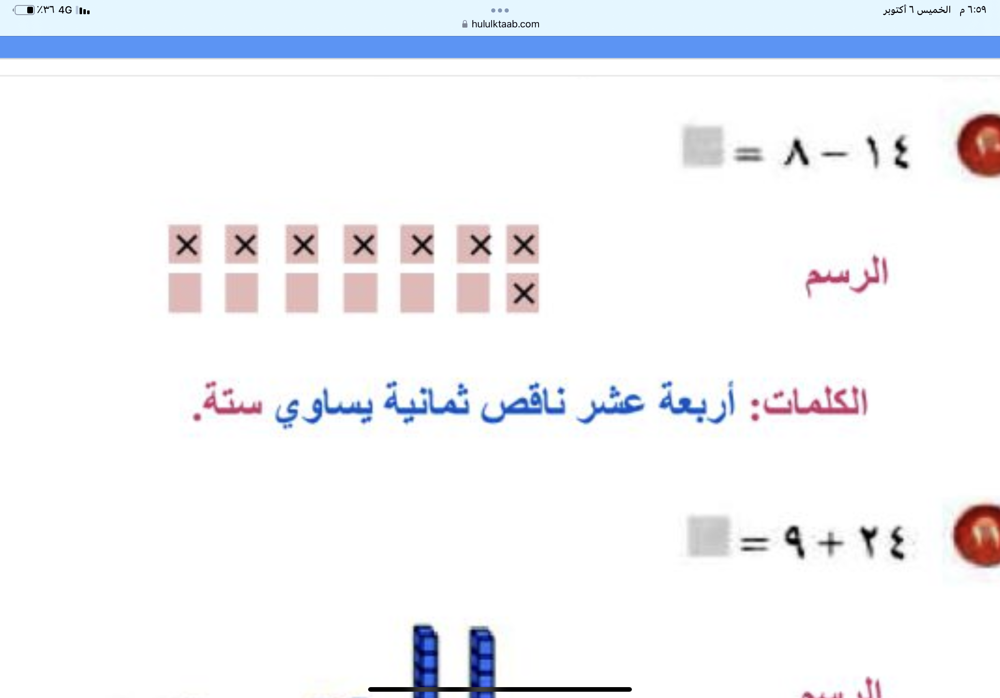 ٦:٥٩ م الخميس ٦ أكتوبر
٪٣٦ 4G
hululktaab.com
١٤ − ٨ =
الرسم
الكلمات: أربعة عشر ناقص ثمانية يساوي ستة.
٢٤ + ٩ =
الرسم